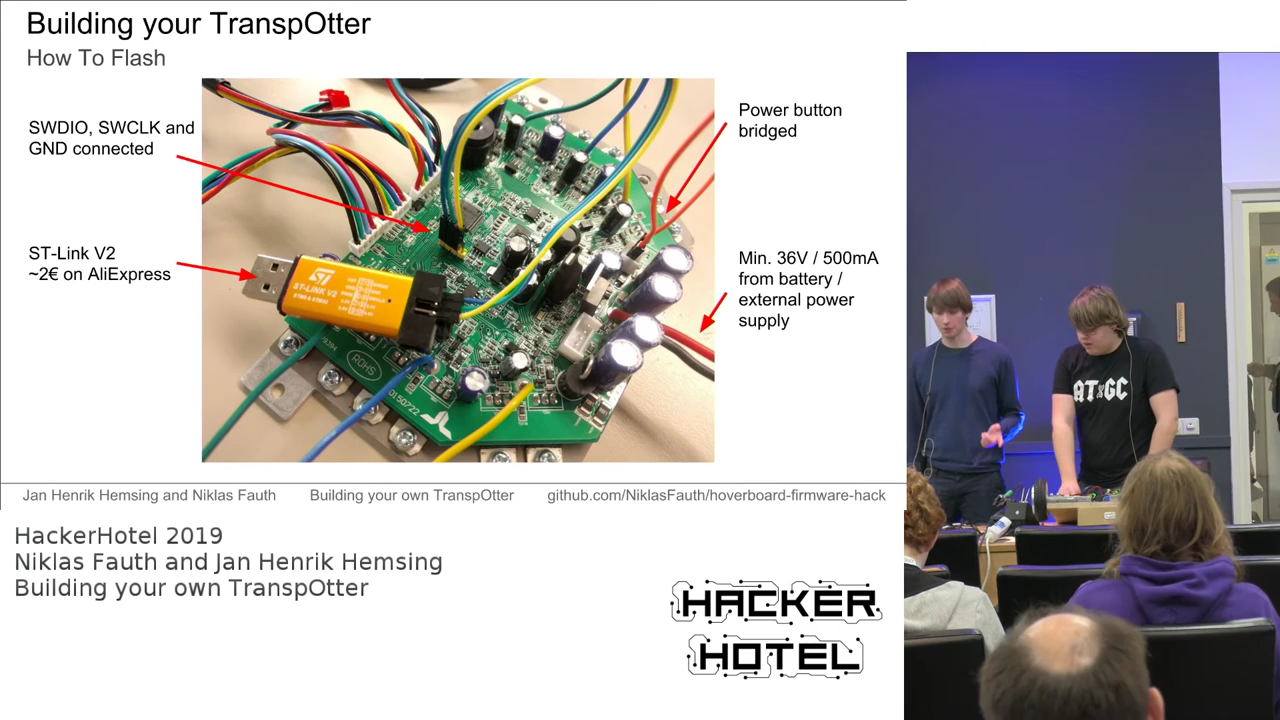 Building your TranspOtter
How To Flash
SWDIO, SWCLK and
GND connected
ST-Link V2
~2€ on AliExpress
Power button
bridged
Min. 36V / 500mA
from battery /
external power
supply
ST-LINK V2
ROHS
0150722
Jan Henrik Hemsing and Niklas Fauth
Building your own TranspOtter
github.com/NiklasFauth/hoverboard-firmware-hack
HackerHotel 2019
Niklas Fauth and Jan Henrik Hemsing
Building your own TranspOtter
HACKER
HOTEL